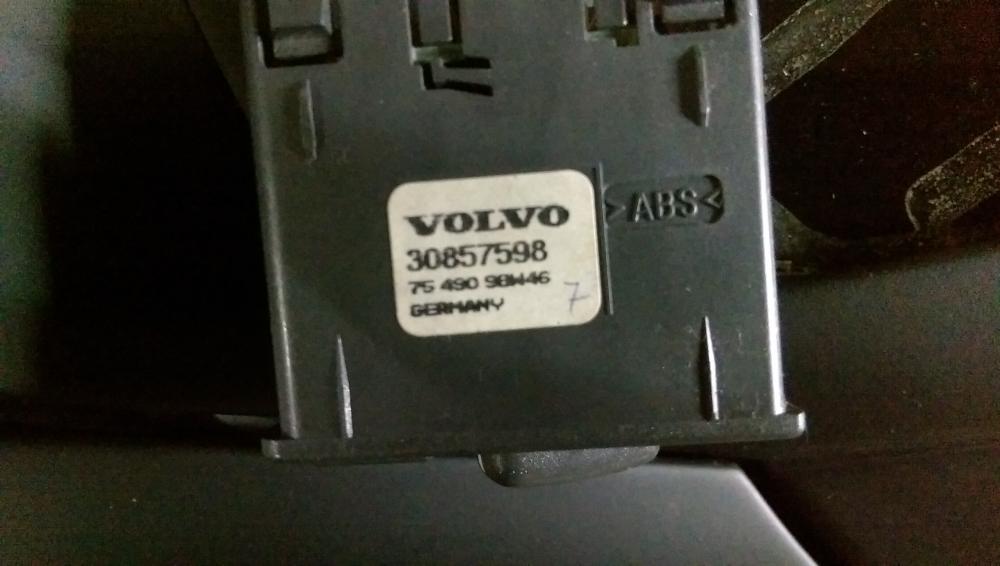 VOLVO
30857598
75 490 98W46
GERMANY
7
>ABS<